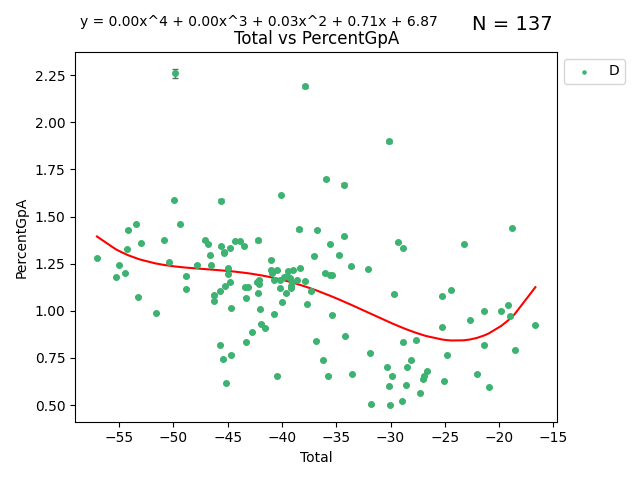 y = 0.00x^4 + 0.00x^3 + 0.03x^2 + 0.71x + 6.87
N = 137
Total vs PercentGpA
D
PercentGpA
2.25
2.00
1.75
1.50
1.25
1.00
0.75
0.50
−55 −50 −45 −40 −35 −30 −25 −20 −15
Total